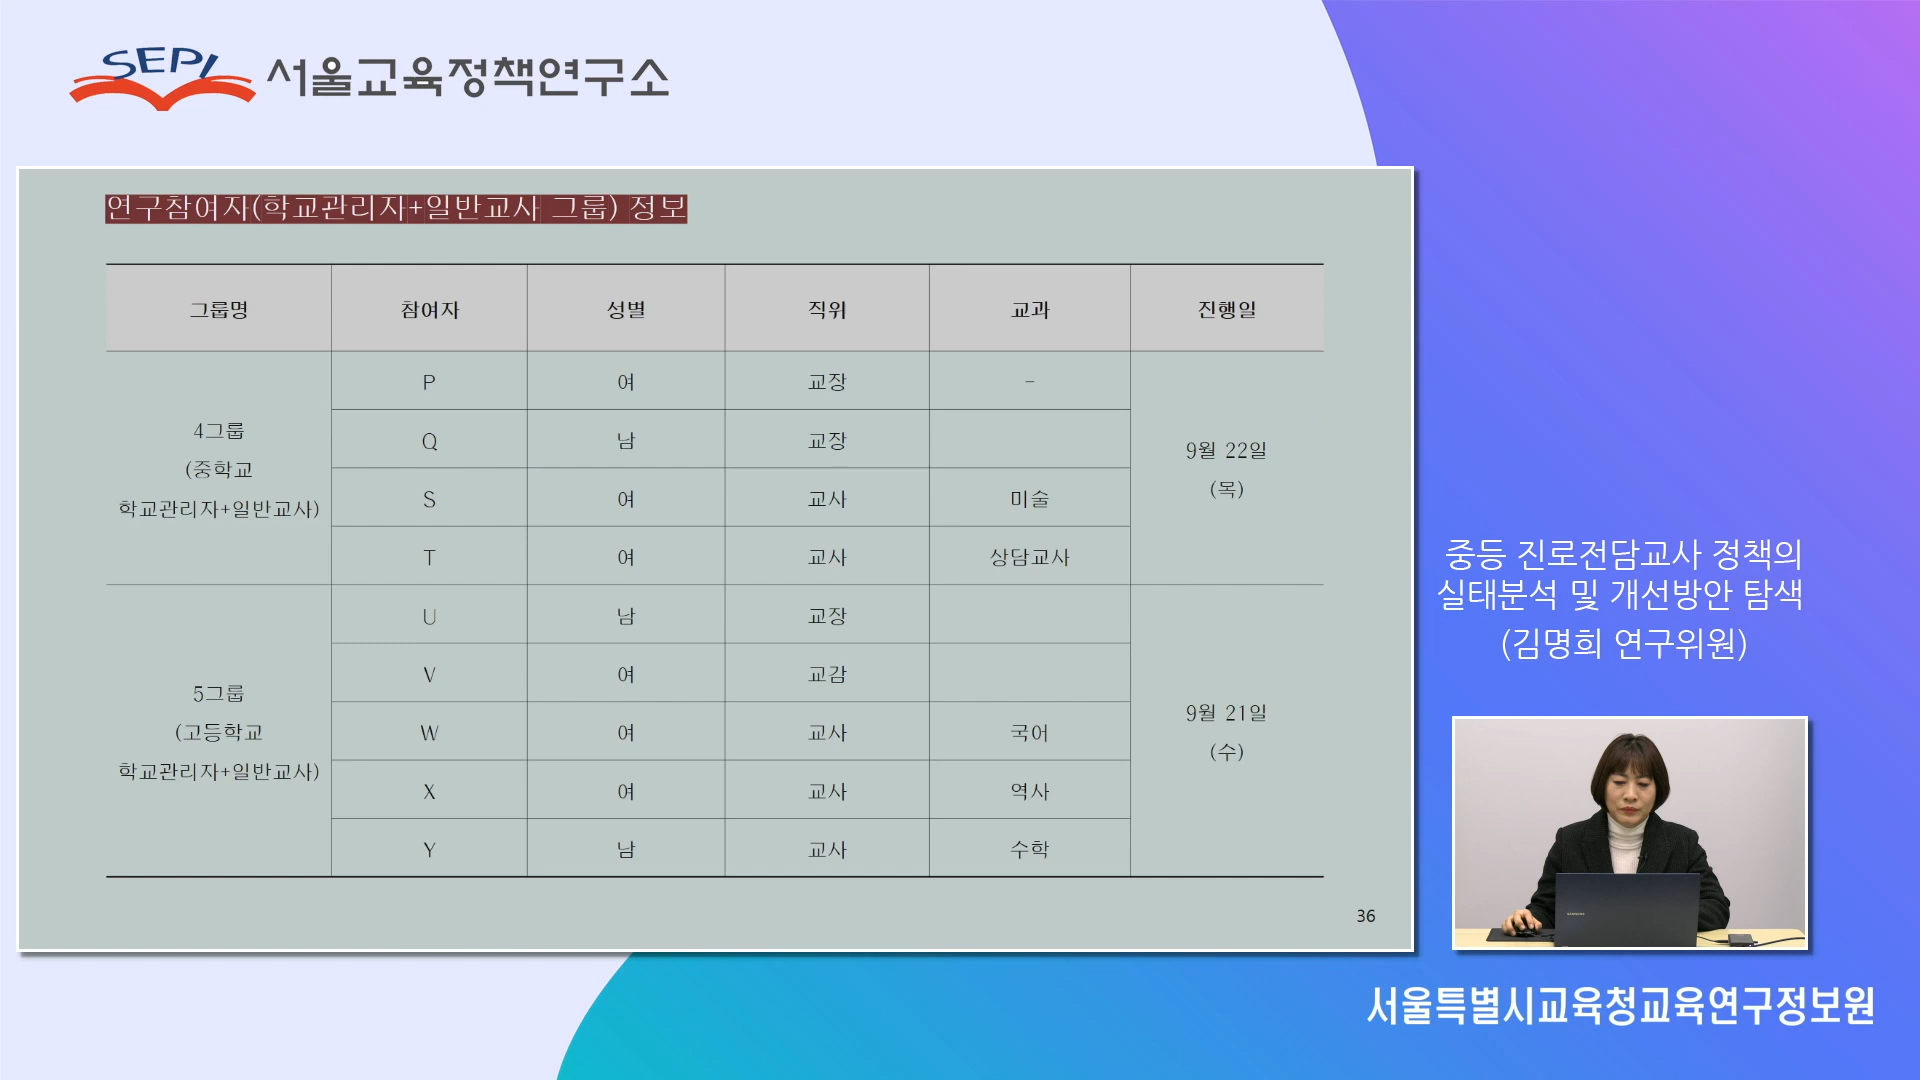 SEPI 서울교육정책연구소
연구참여자(학교관리자+일반교사 그룹) 정보
그룹명 참여자 성별 직위 교과 진행일
4그룹
(중학교
학교관리자+일반교사)
P 여 교장 -
Q 남 교장
S 여 교사 미술
T 여 교사 상담교사
9월 22일
(목)
5그룹
(고등학교
학교관리자+일반교사)
U 남 교장
V 여 교감
W 여 교사 국어
X 여 교사 역사
Y 남 교사 수학
9월 21일
(수)
36
중등 진로전담교사 정책의
실태분석 및 개선방안 탐색
(김명희 연구위원)
SAMSUNG
서울특별시교육청교육연구정보원